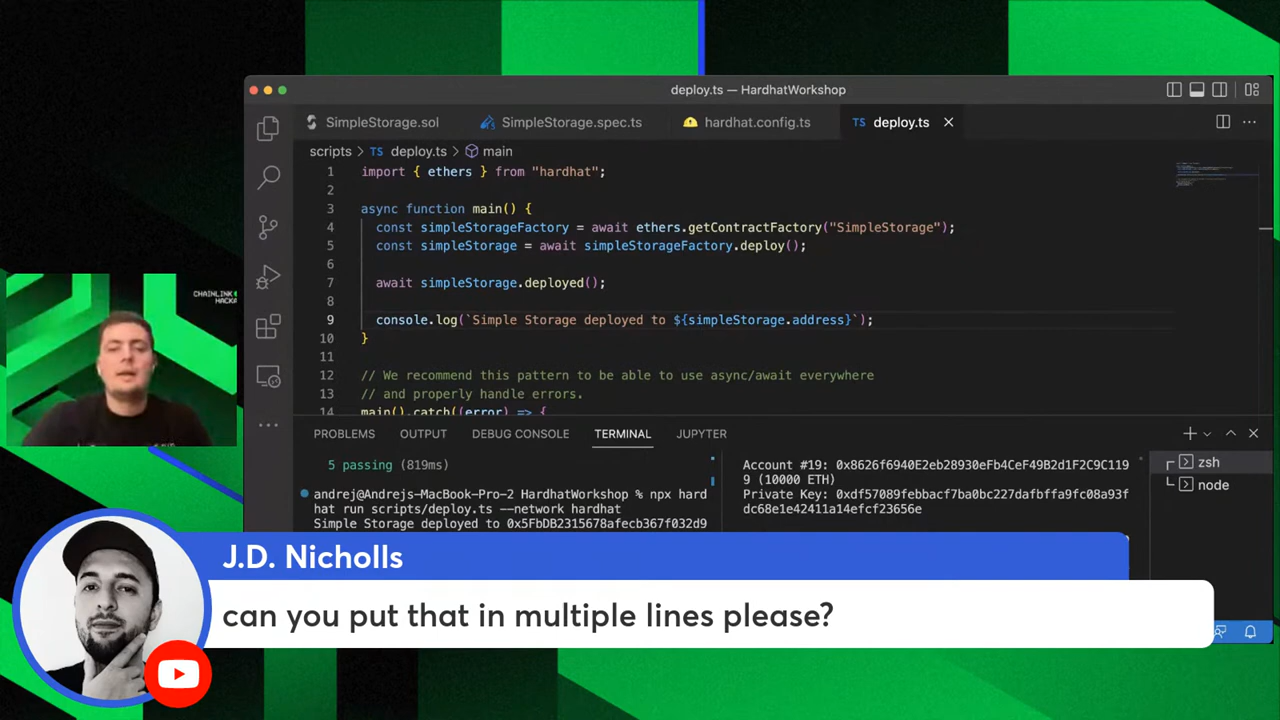 deploy.ts — HardhatWorkshop
SimpleStorage.sol
SimpleStorage.spec.ts
hardhat.config.ts
TS deploy.ts
scripts > TS deploy.ts > main
1 import { ethers } from "hardhat";
2
3 async function main() {
4 const simpleStorageFactory = await ethers.getContractFactory("SimpleStorage");
5 const simpleStorage = await simpleStorageFactory.deploy();
6
7 await simpleStorage.deployed();
8
9 console.log(`Simple Storage deployed to ${simpleStorage.address}`);
10 }
11
12 // We recommend this pattern to be able to use async/await everywhere
13 // and properly handle errors.
14 main().catch((error) => {
CHAINLINK
HACKA
PROBLEMS
OUTPUT
DEBUG CONSOLE
TERMINAL
JUPYTER
5 passing (819ms)
andrej@Andrejs-MacBook-Pro-2 HardhatWorkshop % npx hard
hat run scripts/deploy.ts --network hardhat
Simple Storage deployed to 0x5FbDB2315678afecb367f032d9
Account #19: 0x8626f6940E2eb28930eFb4CeF49B2d1F2C9C119
9 (10000 ETH)
Private Key: 0xdf57089febbacf7ba0bc227dafbffa9fc08a93f
dc68e1e42411a14efcf23656e
zsh
node
J.D. Nicholls
can you put that in multiple lines please?